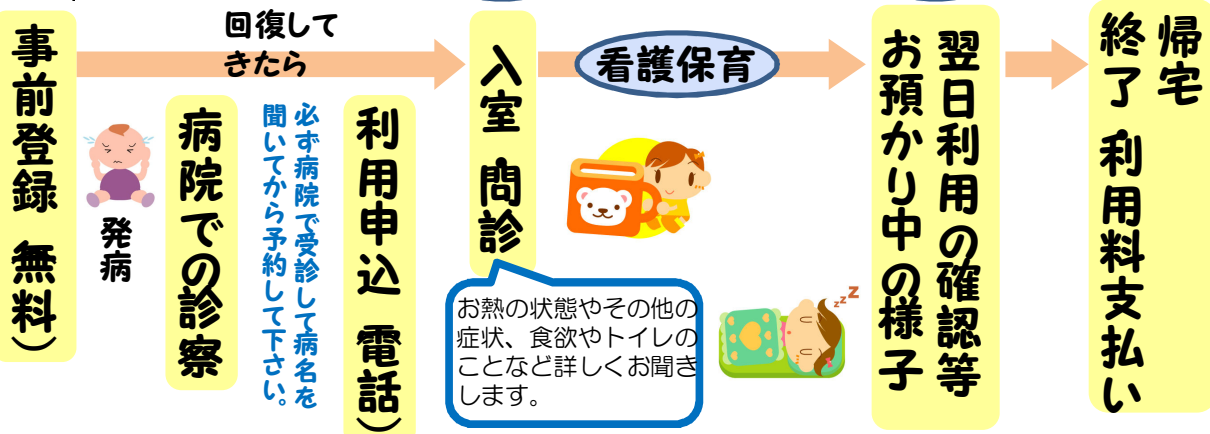 事前登録 無料）
発病
回復して
きたら
病院での診察
必ず病院で受診して病名を
聞いてから予約して下さい。
利用申込 電話）
入室 問診
お熱の状態やその他の
症状、食欲やトイレの
ことなど詳しくお聞き
します。
看護保育
zzZ
翌日利用の確認等
お預かり中の様子
帰宅
終了 利用料支払い